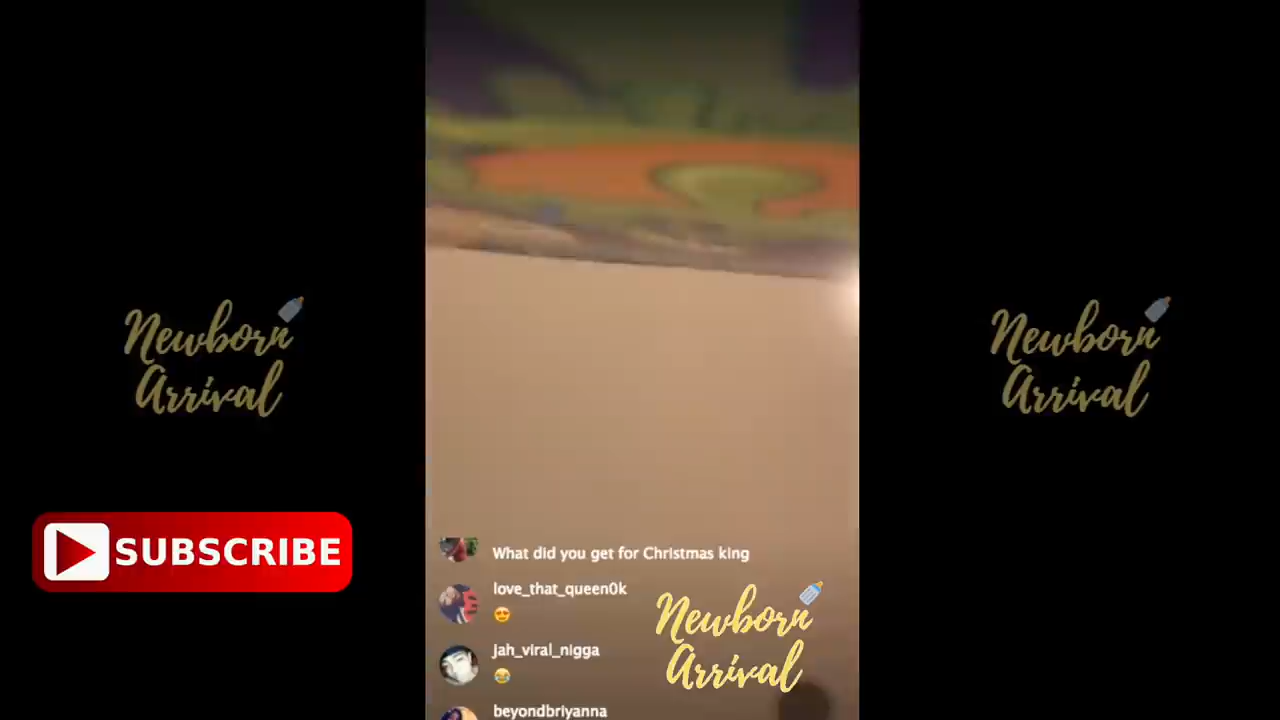 Newborn
Arrival
Newborn
Arrival
SUBSCRIBE
What did you get for Christmas king
love_that_queen0k
😍
jah_viral_nigga
😂
beyondbriyanna
Newborn
Arrival